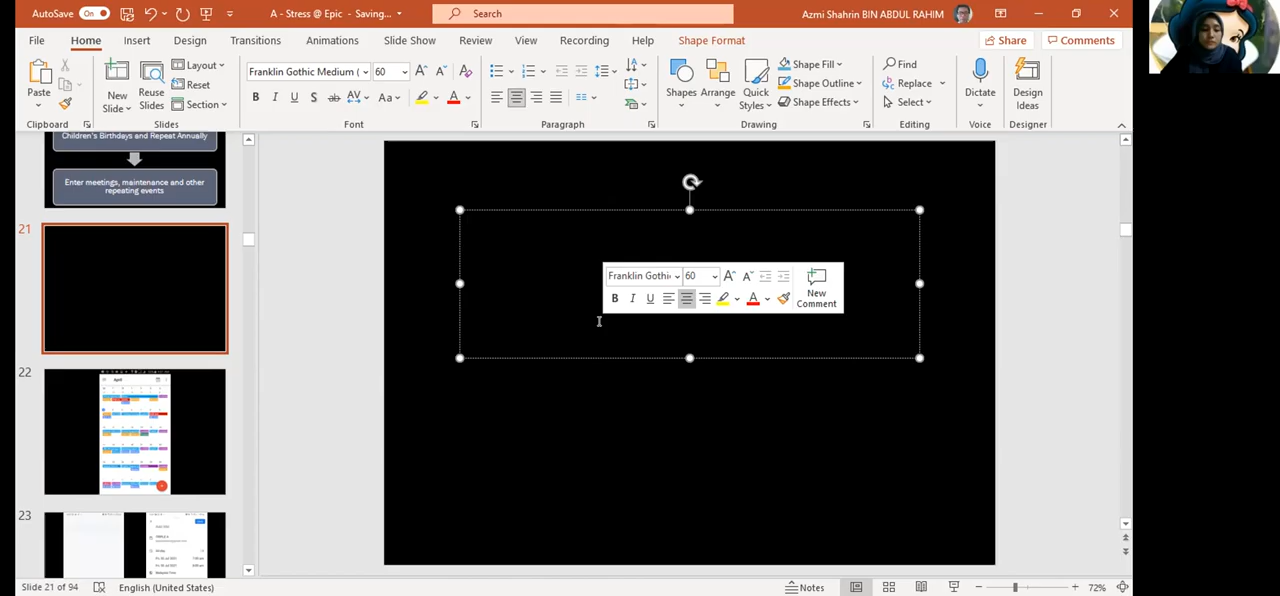 AutoSave On A - Stress @ Epic - Saving... Search Azmi Shahrin BIN ABDUL RAHIM
File Home Insert Design Transitions Animations Slide Show Review View Recording Help Shape Format Share Comments
Paste New Slide Reuse Slides Layout Reset Section
Franklin Gothic Medium ( 60
Shapes Arrange Quick Styles Shape Fill Shape Outline Shape Effects
Find Replace Select Dictate Design Ideas
Clipboard Slides Font Paragraph Drawing Editing Voice Designer
Children's Birthdays and Repeat Annually
Enter meetings, maintenance and other
repeating events
21
22
April
23
Franklin Gothi 60
New
Comment
Slide 21 of 94 English (United States) Notes 72%